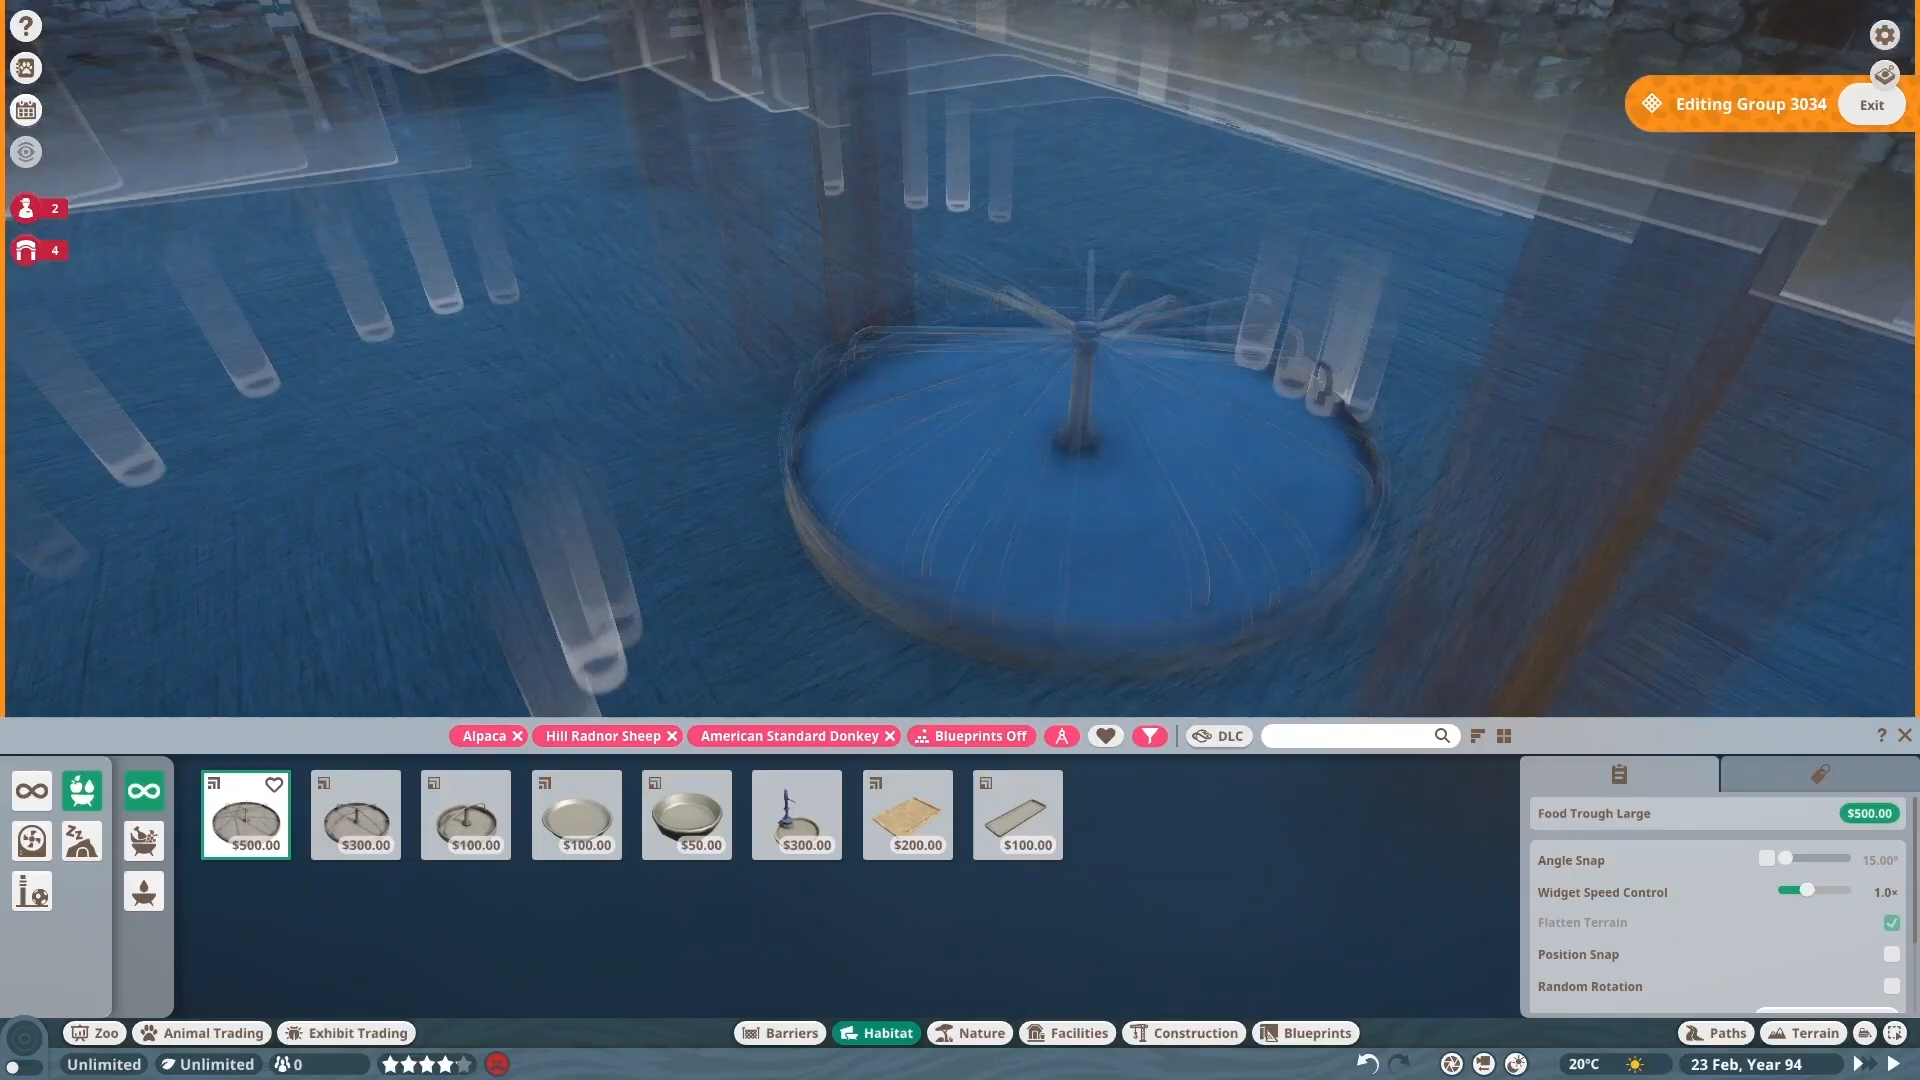 ?
Editing Group 3034
Exit
2
4
Alpaca
Hill Radnor Sheep
American Standard Donkey
Blueprints Off
DLC
?
$500.00
$300.00
$100.00
$100.00
$50.00
$300.00
$200.00
$100.00
Food Trough Large
$500.00
Angle Snap
15.00°
Widget Speed Control
1.0×
Flatten Terrain
Position Snap
Random Rotation
Zoo
Animal Trading
Exhibit Trading
Barriers
Habitat
Nature
Facilities
Construction
Blueprints
Paths
Terrain
Unlimited
Unlimited
0
20°C
23 Feb, Year 94